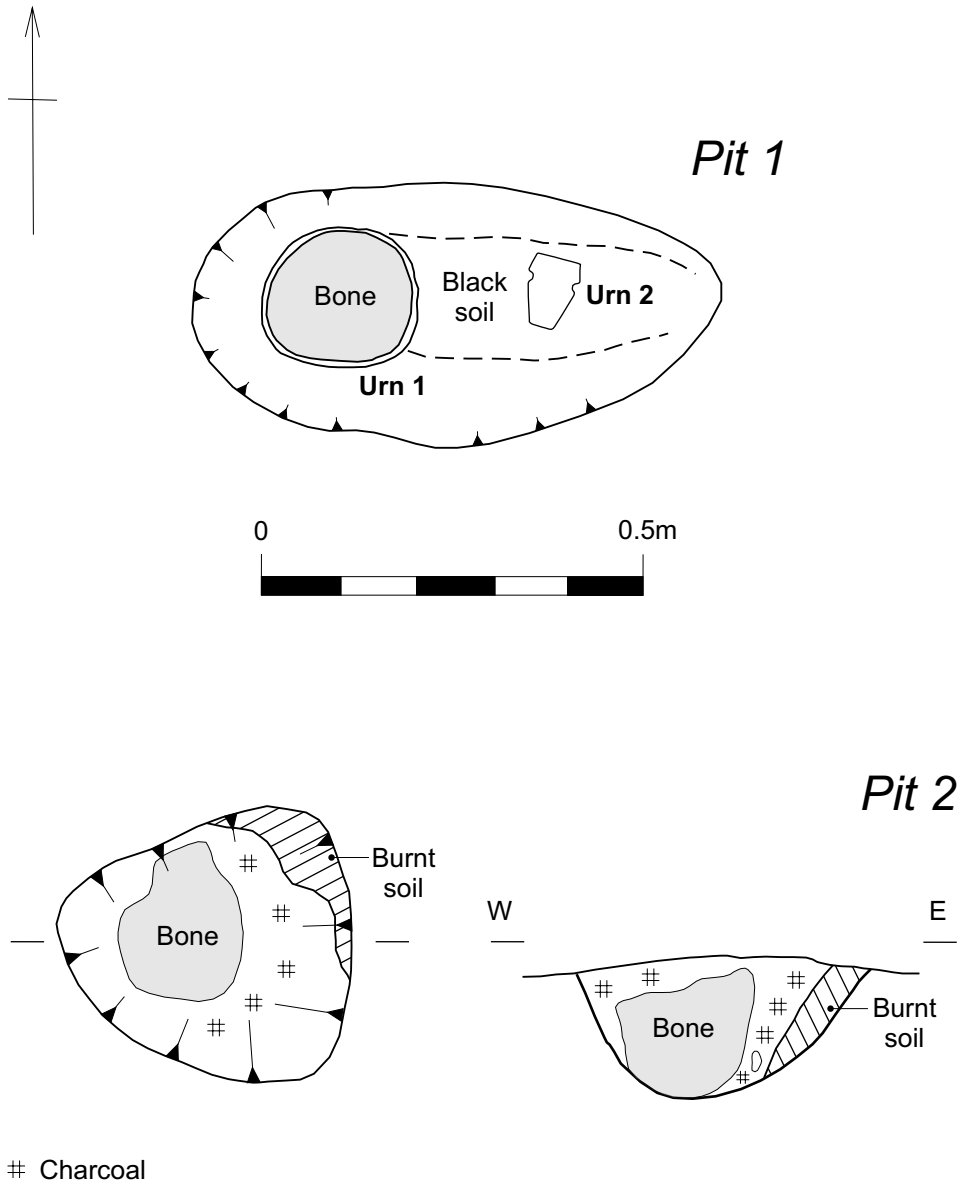 Pit 1
Bone
Black
soil
Urn 2
Urn 1
0
0.5m
Pit 2
Burnt
soil
Bone
W
E
Bone
Burnt
soil
Charcoal